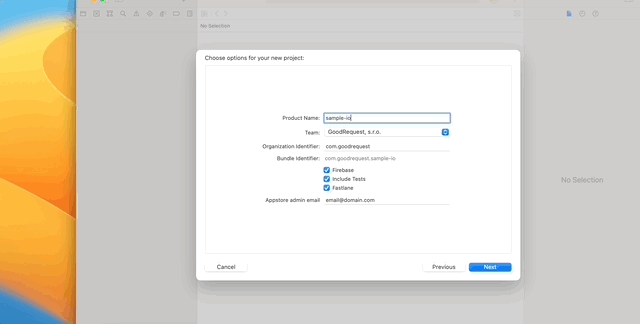 No Selection
Choose options for your new project:
Product Name: sample-io
Team: GoodRequest, s.r.o.
Organization Identifier: com.goodrequest
Bundle Identifier: com.goodrequest.sample-io
Firebase
Include Tests
Fastlane
Appstore admin email email@domain.com
No Selection
Cancel Previous Next